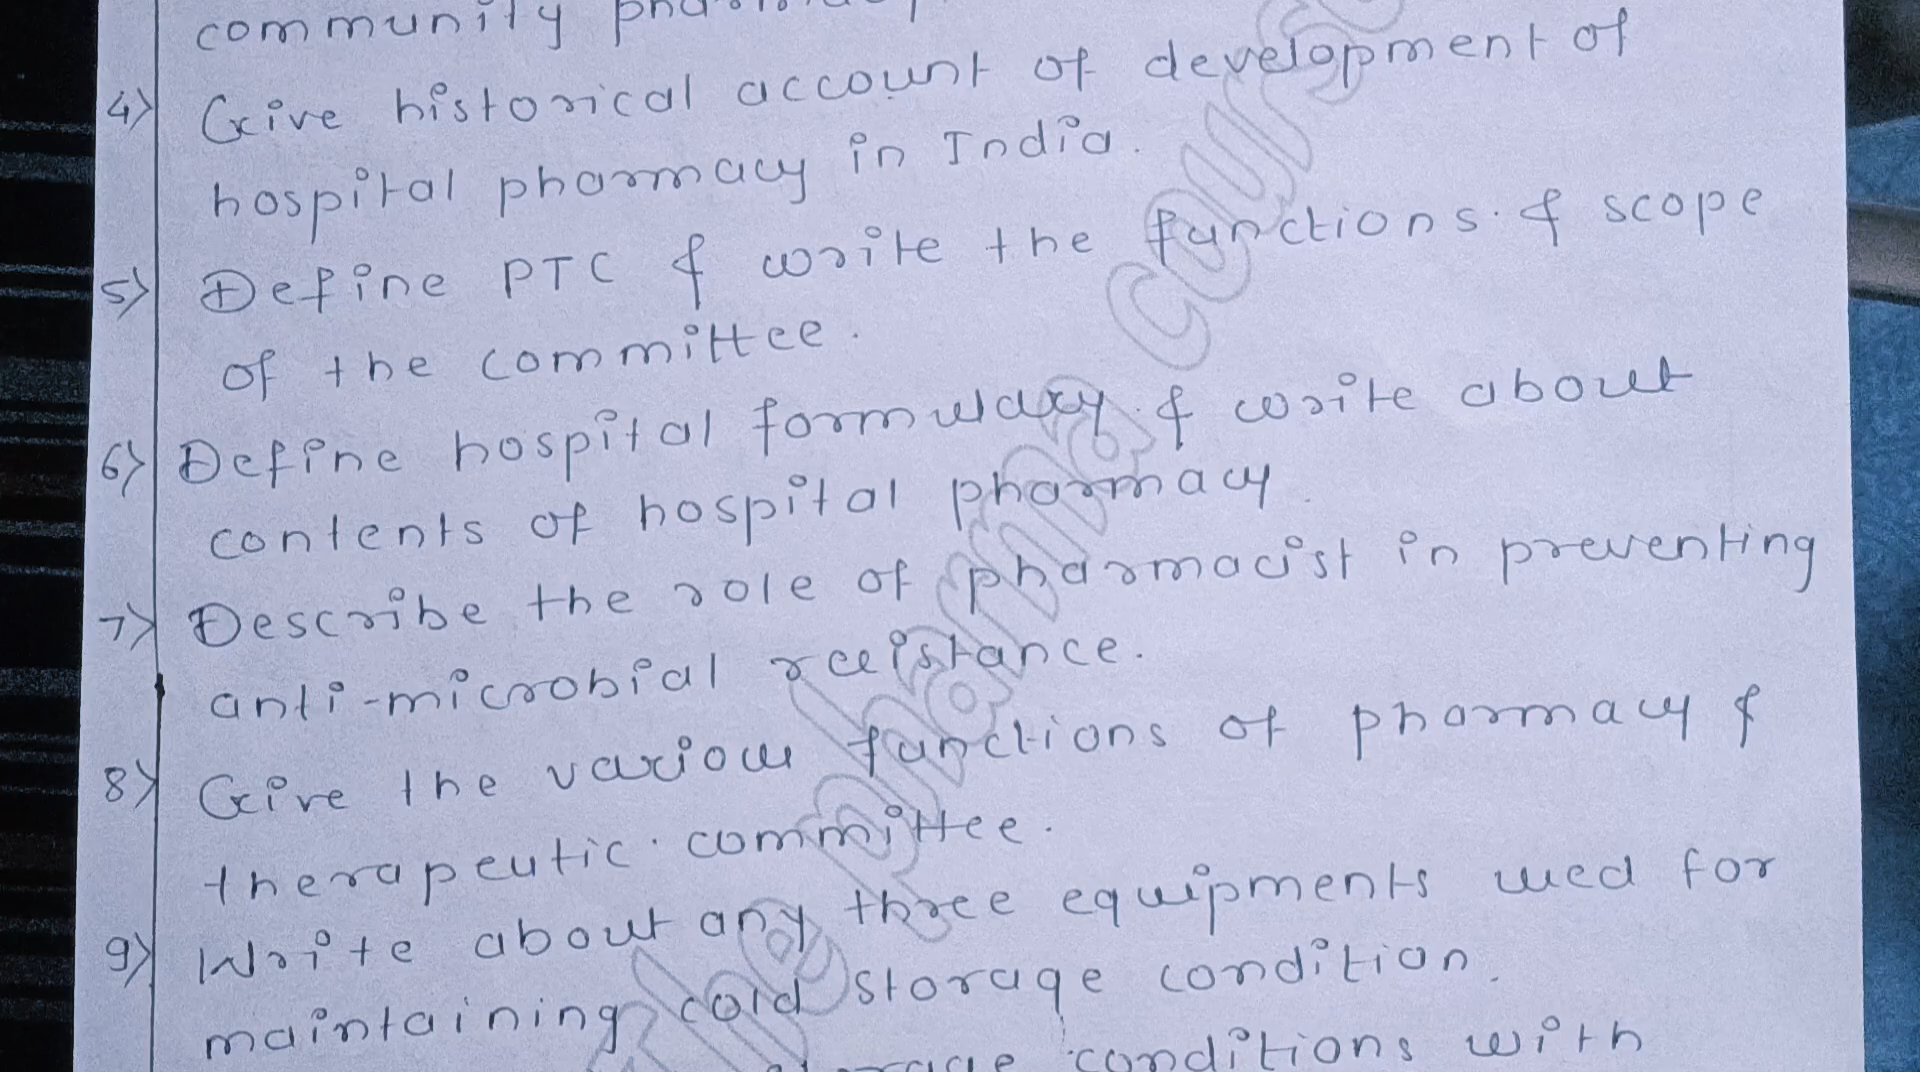 community
4) Give historical account of development of
hospital pharmacy in India.
5) Define PTC & write the functions & scope
of the committee.
6) Define hospital formulary & write about
contents of hospital pharmacy.
7) Describe the role of pharmacist in preventing
anti-microbial resistance.
8) Give the various functions of pharmacy &
therapeutic committee.
9) Write about any three equipments used for
maintaining cold storage condition.
conditions with